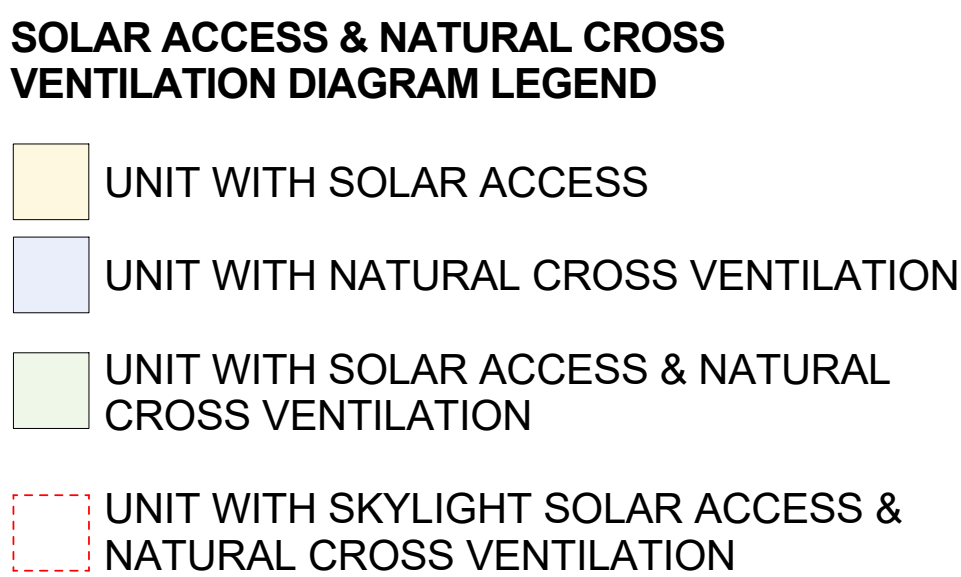 SOLAR ACCESS & NATURAL CROSS
VENTILATION DIAGRAM LEGEND
UNIT WITH SOLAR ACCESS
UNIT WITH NATURAL CROSS VENTILATION
UNIT WITH SOLAR ACCESS & NATURAL
CROSS VENTILATION
UNIT WITH SKYLIGHT SOLAR ACCESS &
NATURAL CROSS VENTILATION